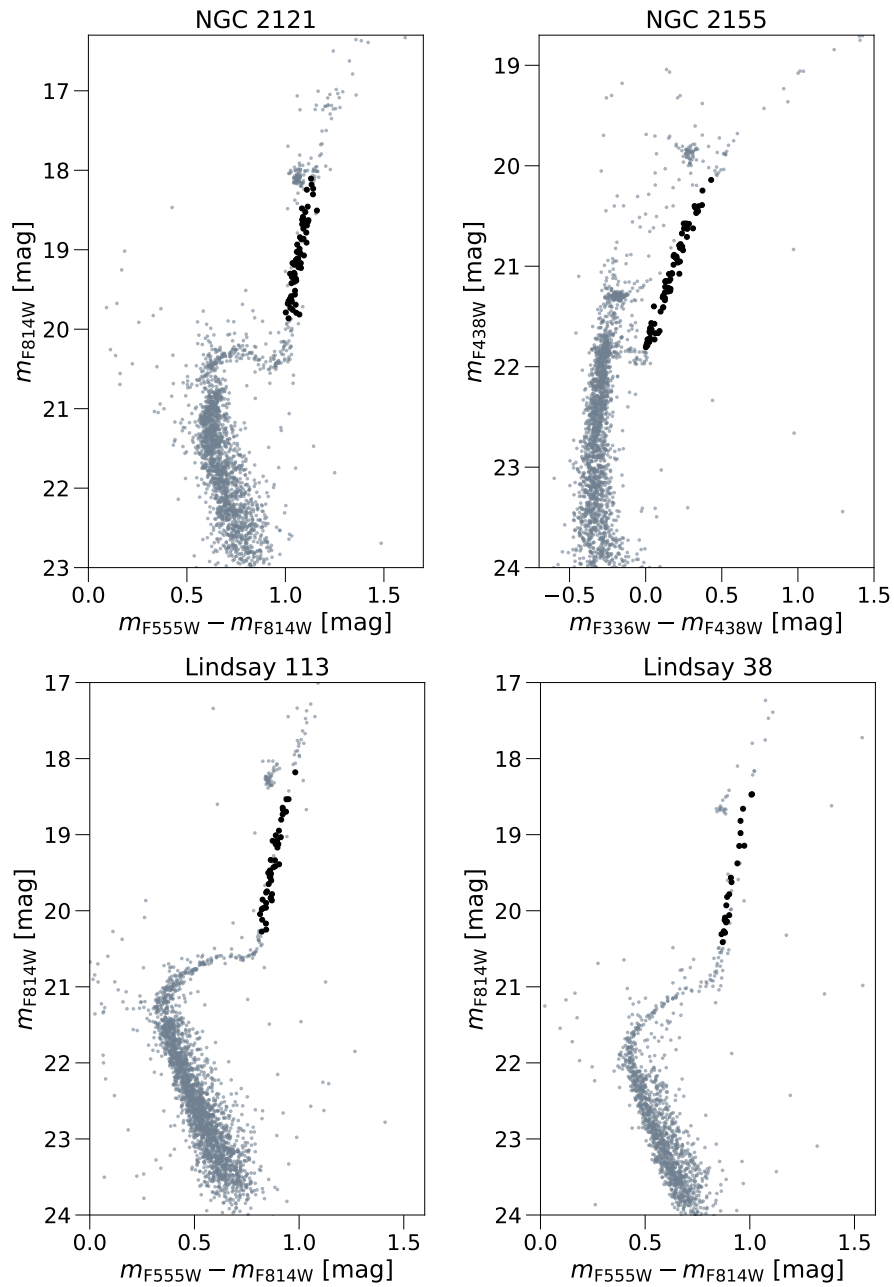 NGC 2121
17
18
19
20
21
22
23
m_F814W [mag]
0.0 0.5 1.0 1.5
m_F555W − m_F814W [mag]
NGC 2155
19
20
21
22
23
24
m_F438W [mag]
−0.5 0.0 0.5 1.0 1.5
m_F336W − m_F438W [mag]
Lindsay 113
17
18
19
20
21
22
23
24
m_F814W [mag]
0.0 0.5 1.0 1.5
m_F555W − m_F814W [mag]
Lindsay 38
17
18
19
20
21
22
23
24
m_F814W [mag]
0.0 0.5 1.0 1.5
m_F555W − m_F814W [mag]